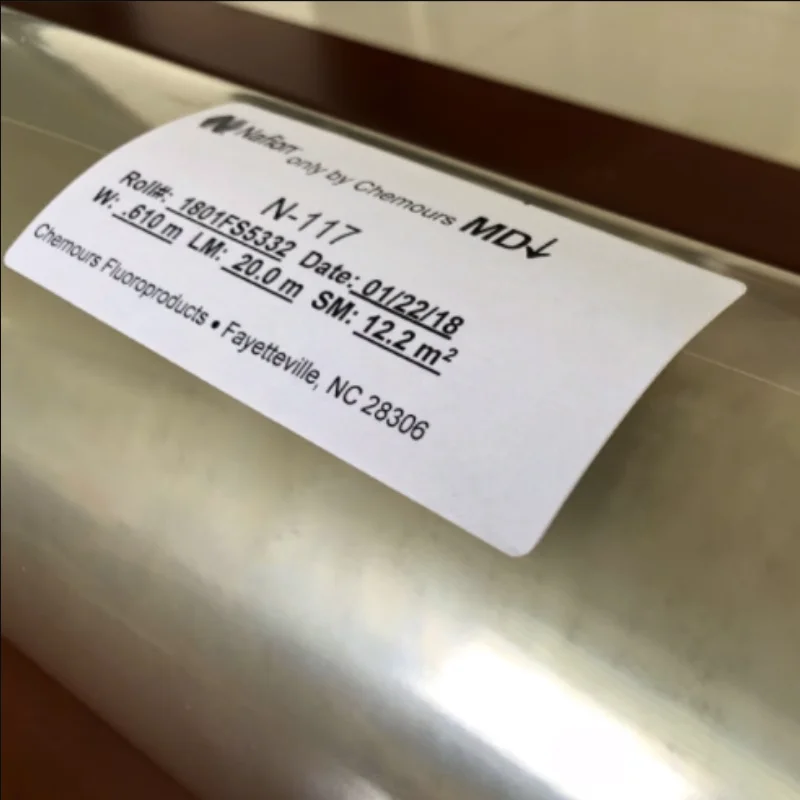 Nafion only by Chemours MD↓
N-117
Roll#: 1801FS5332 Date: 01/22/18
W: .610 m LM: 20.0 m SM: 12.2 m²
Chemours Fluoroproducts • Fayetteville, NC 28306